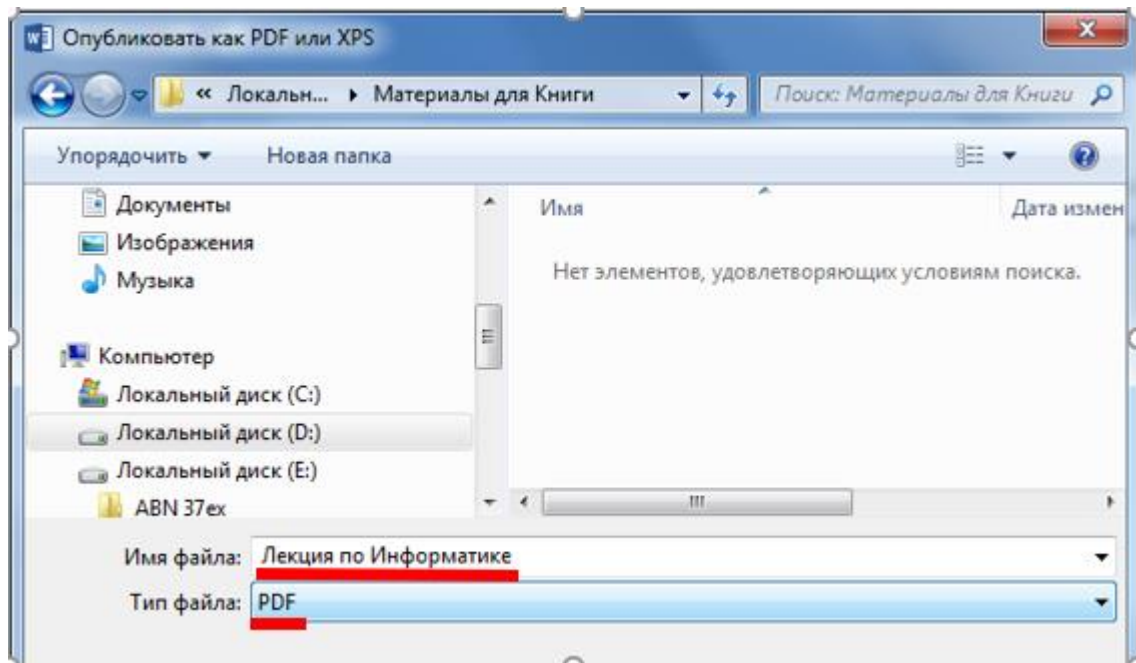 Опубликовать как PDF или XPS
« Локальн... Материалы для Книги Поиск: Материалы для Книги
Упорядочить Новая папка
Документы
Изображения
Музыка
Компьютер
Локальный диск (C:)
Локальный диск (D:)
Локальный диск (E:)
ABN 37ex
Имя Дата измен
Нет элементов, удовлетворяющих условиям поиска.
Имя файла: Лекция по Информатике
Тип файла: PDF